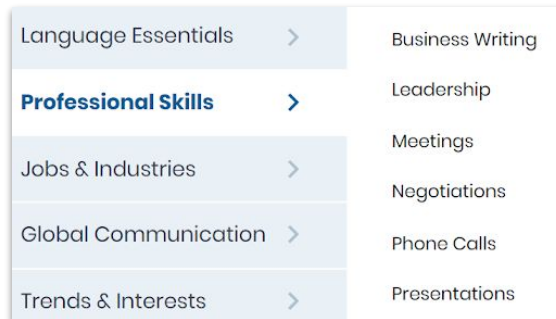 Language Essentials
Professional Skills
Jobs & Industries
Global Communication
Trends & Interests
Business Writing
Leadership
Meetings
Negotiations
Phone Calls
Presentations